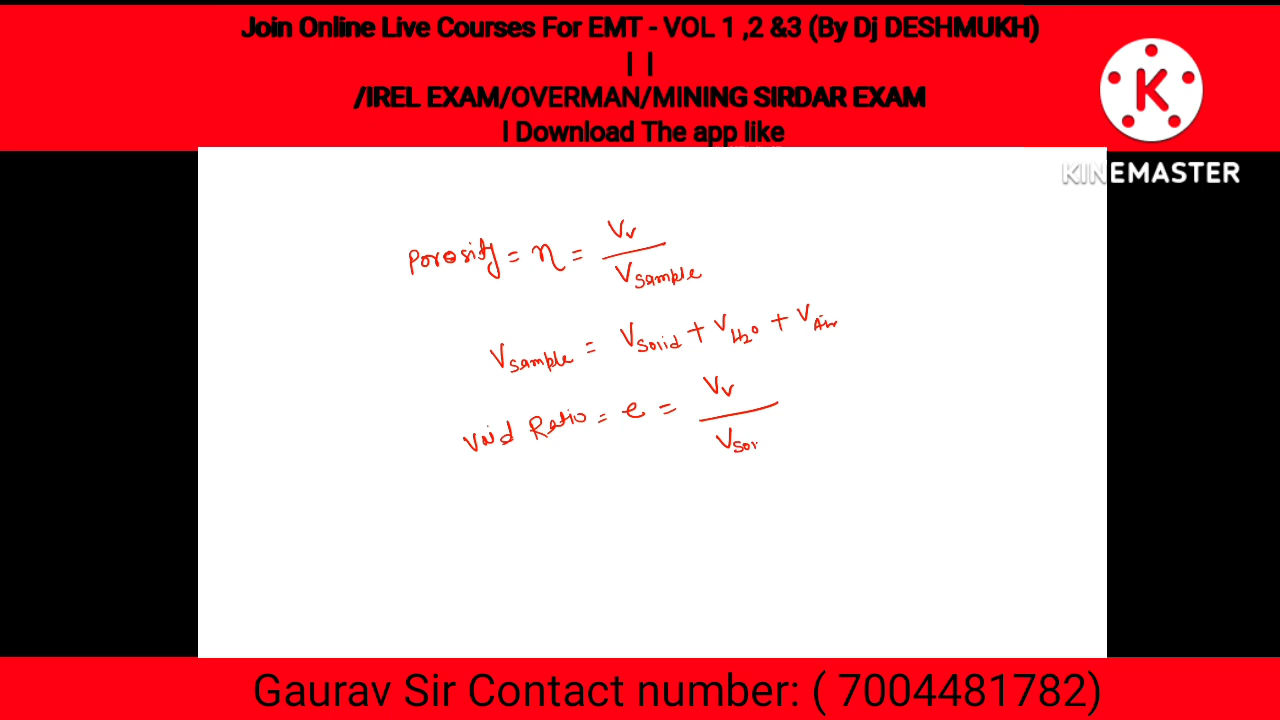 Join Online Live Courses For EMT - VOL 1 ,2 &3 (By Dj DESHMUKH)
| |
/IREL EXAM/OVERMAN/MINING SIRDAR EXAM
l Download The app like
K
KINEMASTER
Porosity = η = Vv / Vsample
Vsample = Vsolid + VH2O + VAir
Void Ratio = e = Vv / Vsol
Gaurav Sir Contact number: ( 7004481782)